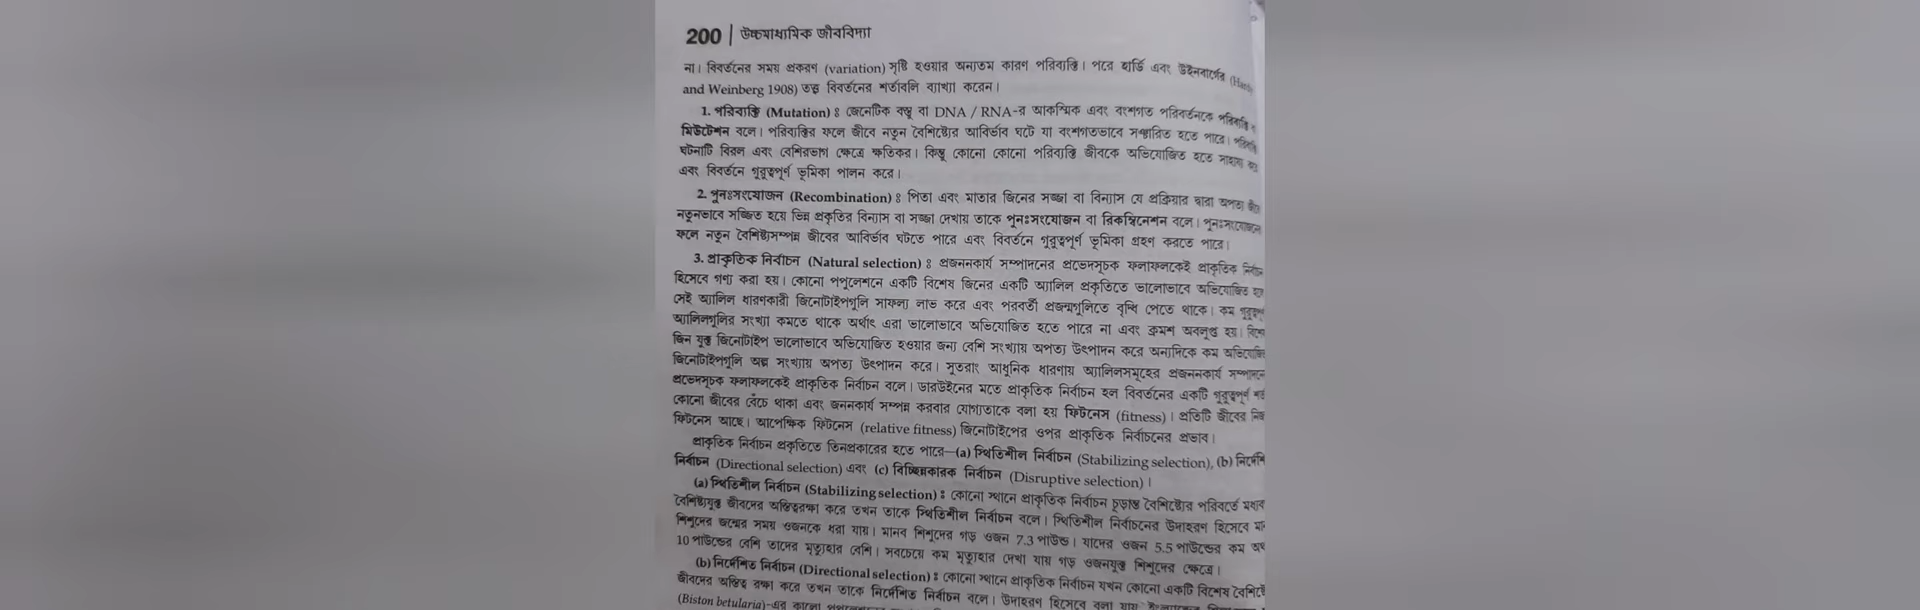 200 | উচ্চমাধ্যমিক জীববিদ্যা
না। বিবর্তনের সময় প্রকরণ (variation) সৃষ্টি হওয়ার অন্যতম কারণ পরিব্যক্তি। পরে হার্ডি এবং উইনবার্গের (Hardy
and Weinberg 1908) তত্ত্ব বিবর্তনের শর্তাবলি ব্যাখ্যা করেন।
1. পরিব্যক্তি (Mutation) ঃ জেনেটিক বস্তু বা DNA / RNA-র আকস্মিক এবং বংশগত পরিবর্তনকে পরিব্যক্তি
মিউটেশন বলে। পরিব্যক্তির ফলে জীবে নতুন বৈশিষ্ট্যের আবির্ভাব ঘটে যা বংশগতভাবে সঞ্চারিত হতে পারে।
ঘটনাটি বিরল এবং বেশিরভাগ ক্ষেত্রে ক্ষতিকর। কিন্তু কোনো কোনো পরিব্যক্তি জীবকে অভিযোজিত হতে সাহায্য
এবং বিবর্তনে গুরুত্বপূর্ণ ভূমিকা পালন করে।
2. পুনঃসংযোজন (Recombination) ঃ পিতা এবং মাতার জিনের সজ্জা বা বিন্যাস যে প্রক্রিয়ার দ্বারা অপত্য
নতুনভাবে সজ্জিত হয়ে ভিন্ন প্রকৃতির বিন্যাস বা সজ্জা দেখায় তাকে পুনঃসংযোজন বা রিকম্বিনেশন বলে। পুনঃসংযোজনের
ফলে নতুন বৈশিষ্ট্যসম্পন্ন জীবের আবির্ভাব ঘটতে পারে এবং বিবর্তনে গুরুত্বপূর্ণ ভূমিকা গ্রহণ করতে পারে।
3. প্রাকৃতিক নির্বাচন (Natural selection) ঃ প্রজননকার্য সম্পাদনের প্রভেদসূচক ফলাফলকেই প্রাকৃতিক
হিসেবে গণ্য করা হয়। কোনো পপুলেশনে একটি বিশেষ জিনের একটি অ্যালিল প্রকৃতিতে ভালোভাবে অভিযোজিত
সেই অ্যালিল ধারণকারী জিনোটাইপগুলি সাফল্য লাভ করে এবং পরবর্তী প্রজন্মগুলিতে বৃদ্ধি পেতে থাকে। কম
অ্যালিলগুলির সংখ্যা কমতে থাকে অর্থাৎ এরা ভালোভাবে অভিযোজিত হতে পারে না এবং ক্রমশ অবলুপ্ত হয়।
জিন যুক্ত জিনোটাইপ ভালোভাবে অভিযোজিত হওয়ার জন্য বেশি সংখ্যায় অপত্য উৎপাদন করে অন্যদিকে কম
জিনোটাইপগুলি অল্প সংখ্যায় অপত্য উৎপাদন করে। সুতরাং আধুনিক ধারণায় অ্যালিলসমূহের প্রজননকার্য
প্রভেদসূচক ফলাফলকেই প্রাকৃতিক নির্বাচন বলে। ডারউইনের মতে প্রাকৃতিক নির্বাচন হল বিবর্তনের একটি গুরুত্বপূর্ণ
কোনো জীবের বেঁচে থাকা এবং জননকার্য সম্পন্ন করবার যোগ্যতাকে বলা হয় ফিটনেস (fitness)। প্রতিটি জীবের
ফিটনেস আছে। আপেক্ষিক ফিটনেস (relative fitness) জিনোটাইপের ওপর প্রাকৃতিক নির্বাচনের প্রভাব।
প্রাকৃতিক নির্বাচন প্রকৃতিতে তিনপ্রকারের হতে পারে—(a) স্থিতিশীল নির্বাচন (Stabilizing selection), (b)
নির্বাচন (Directional selection) এবং (c) বিচ্ছিন্নকারক নির্বাচন (Disruptive selection)।
(a) স্থিতিশীল নির্বাচন (Stabilizing selection) ঃ কোনো স্থানে প্রাকৃতিক নির্বাচন চূড়ান্ত বৈশিষ্ট্যের পরিবর্তে
বৈশিষ্ট্যযুক্ত জীবদের অস্তিত্বরক্ষা করে তখন তাকে স্থিতিশীল নির্বাচন বলে। স্থিতিশীল নির্বাচনের উদাহরণ হিসেবে
শিশুদের জন্মের সময় ওজনকে ধরা যায়। মানব শিশুদের গড় ওজন 7.3 পাউন্ড। যাদের ওজন 5.5 পাউন্ডের কম
10 পাউন্ডের বেশি তাদের মৃত্যুহার বেশি। সবচেয়ে কম মৃত্যুহার দেখা যায় গড় ওজনযুক্ত শিশুদের ক্ষেত্রে।
(b) নির্দেশিত নির্বাচন (Directional selection) ঃ কোনো স্থানে প্রাকৃতিক নির্বাচন যখন কোনো একটি বিশেষ
জীবদের অস্তিত্ব রক্ষা করে তখন তাকে নির্দেশিত নির্বাচন বলে। উদাহরণ হিসেবে বলা যায়
(Biston betularia)-এর কালো